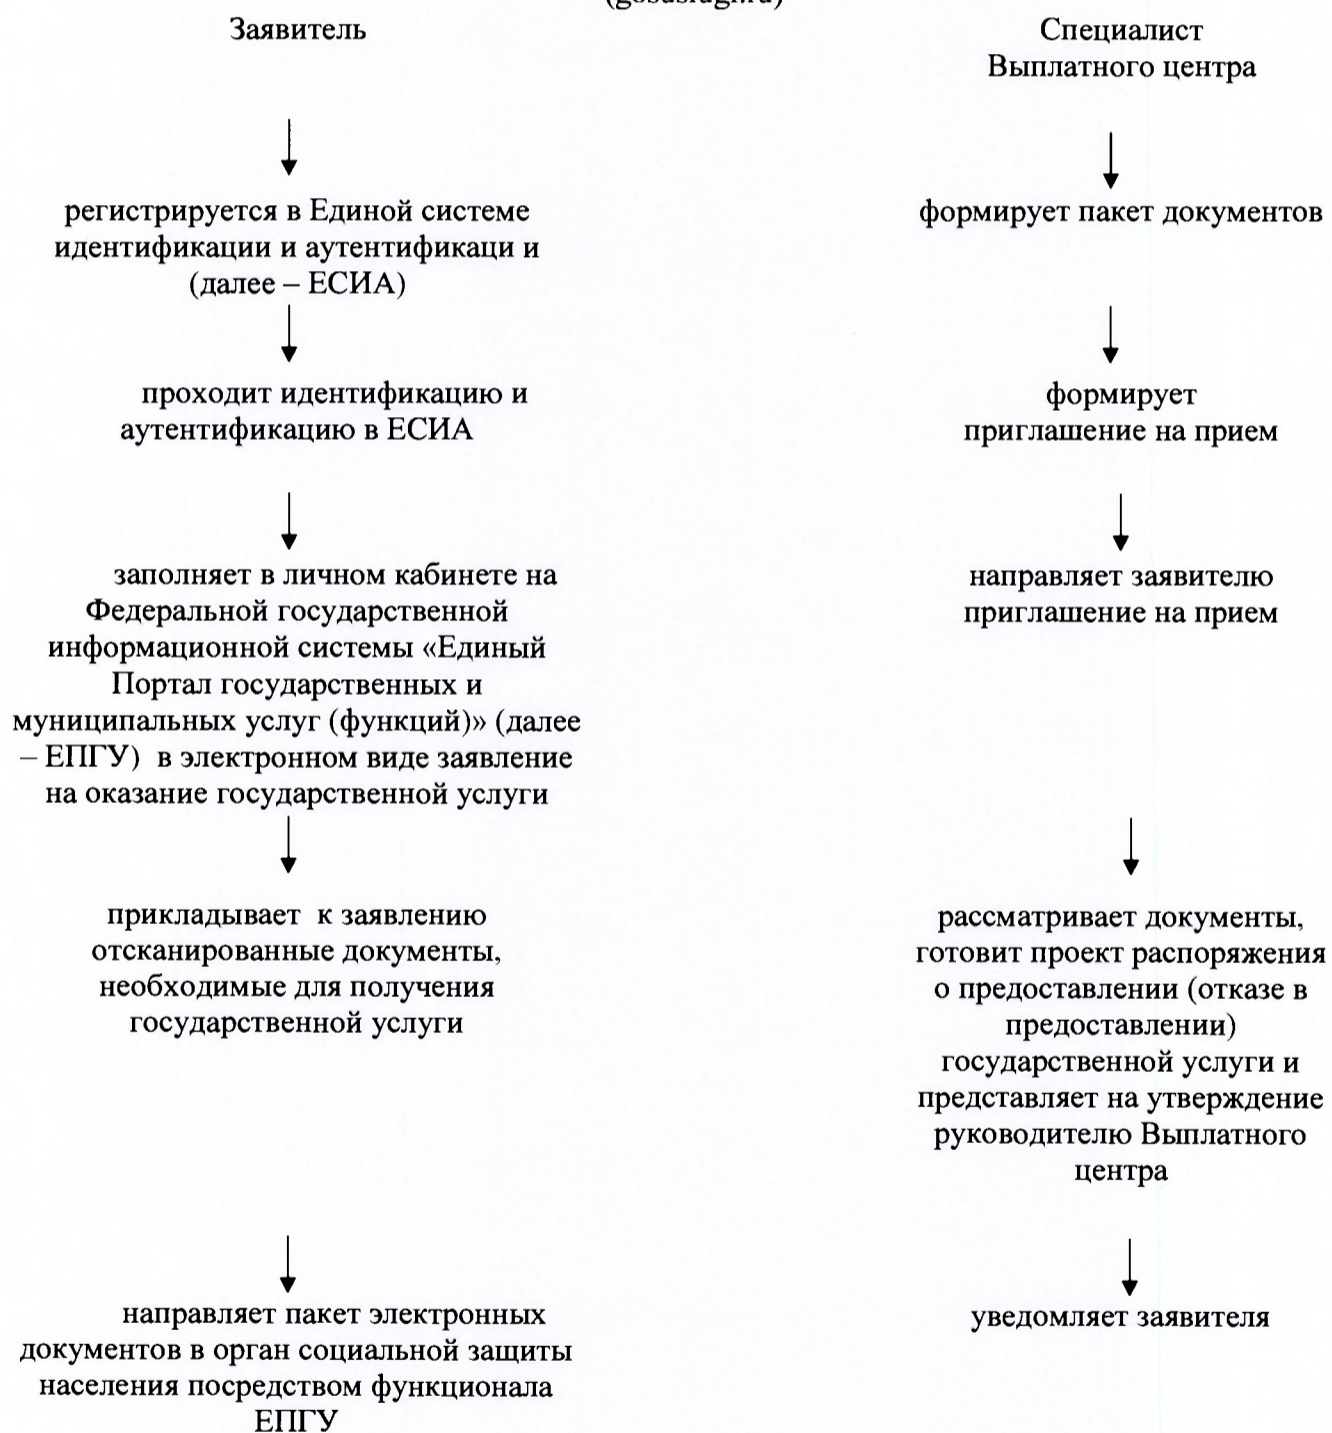 Заявитель
регистрируется в Единой системе
идентификации и аутентификаци и
(далее – ЕСИА)
проходит идентификацию и
аутентификацию в ЕСИА
заполняет в личном кабинете на
Федеральной государственной
информационной системы «Единый
Портал государственных и
муниципальных услуг (функций)» (далее
– ЕПГУ) в электронном виде заявление
на оказание государственной услуги
прикладывает к заявлению
отсканированные документы,
необходимые для получения
государственной услуги
направляет пакет электронных
документов в орган социальной защиты
населения посредством функционала
ЕПГУ
Специалист
Выплатного центра
формирует пакет документов
формирует
приглашение на прием
направляет заявителю
приглашение на прием
рассматривает документы,
готовит проект распоряжения
о предоставлении (отказе в
предоставлении)
государственной услуги и
представляет на утверждение
руководителю Выплатного
центра
уведомляет заявителя